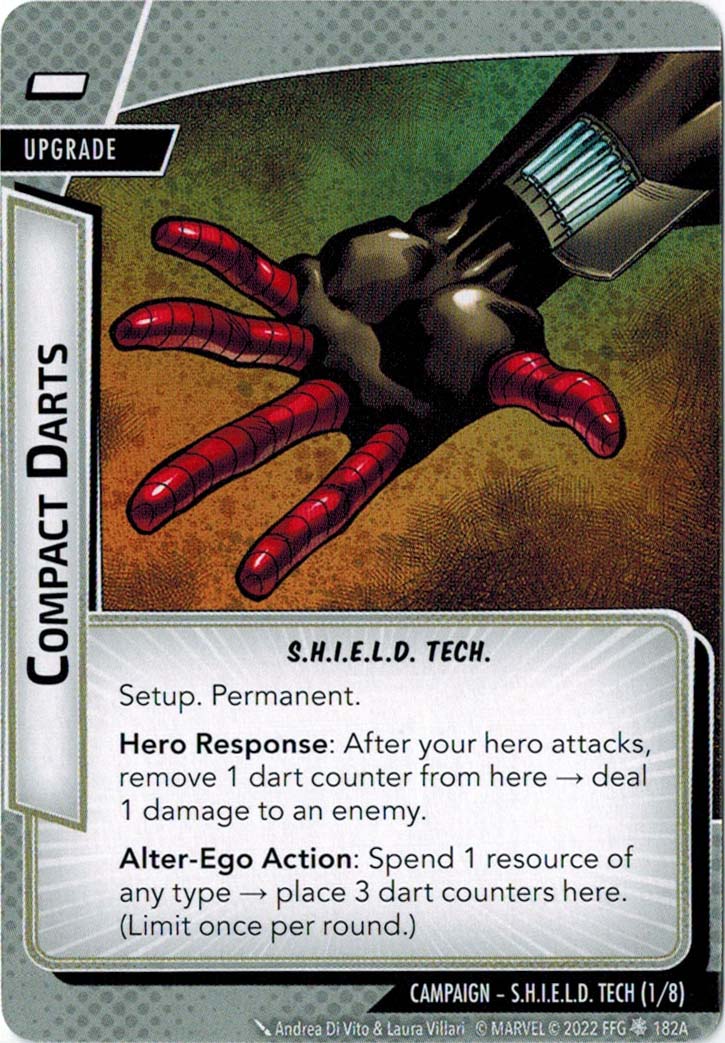 UPGRADE
COMPACT DARTS
S.H.I.E.L.D. TECH.
Setup. Permanent.
Hero Response: After your hero attacks,
remove 1 dart counter from here → deal
1 damage to an enemy.
Alter-Ego Action: Spend 1 resource of
any type → place 3 dart counters here.
(Limit once per round.)
CAMPAIGN – S.H.I.E.L.D. TECH (1/8)
Andrea Di Vito & Laura Villari © MARVEL © 2022 FFG 182A